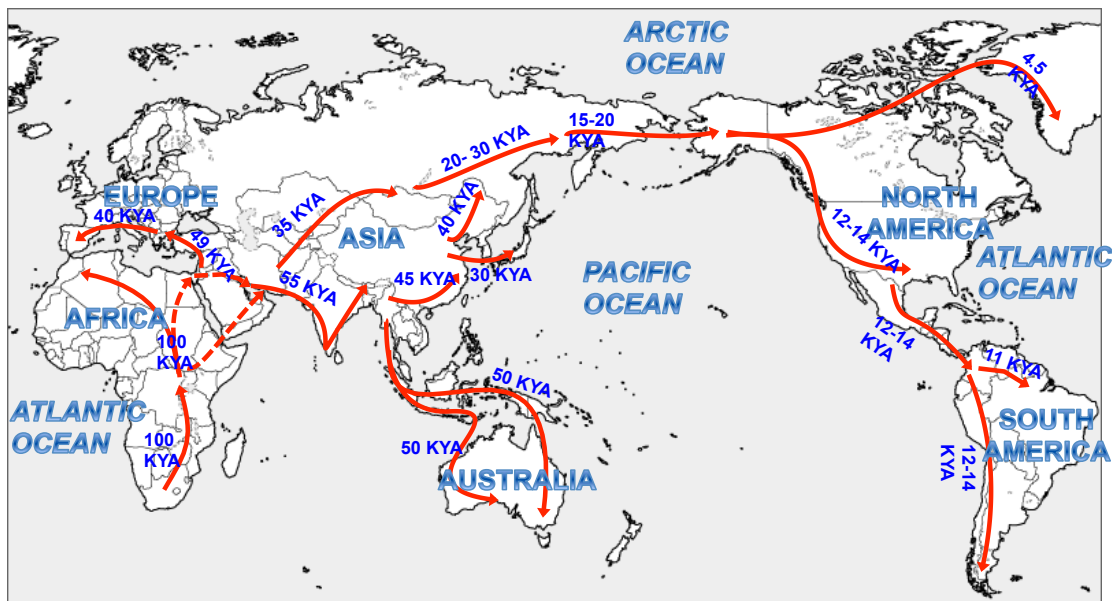 ARCTIC
OCEAN
4.5
KYA
15-20
KYA
20- 30 KYA
EUROPE
40 KYA
49 KYA
35 KYA
ASIA
40 KYA
NORTH
AMERICA
12-14 KYA
55 KYA
45 KYA
30 KYA
PACIFIC
OCEAN
ATLANTIC
OCEAN
AFRICA
100
KYA
12-14
KYA
11 KYA
50 KYA
ATLANTIC
OCEAN
100
KYA
50 KYA
AUSTRALIA
SOUTH
AMERICA
12-14
KYA